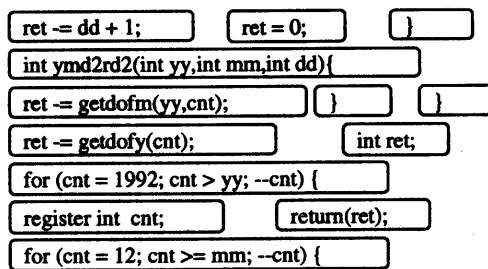 ret -= dd + 1; ret = 0; }
int ymd2rd2(int yy,int mm,int dd){
ret -= getdofm(yy,cnt); } }
ret -= getdofy(cnt); int ret;
for (cnt = 1992; cnt > yy; --cnt) {
register int cnt; return(ret);
for (cnt = 12; cnt >= mm; --cnt) {